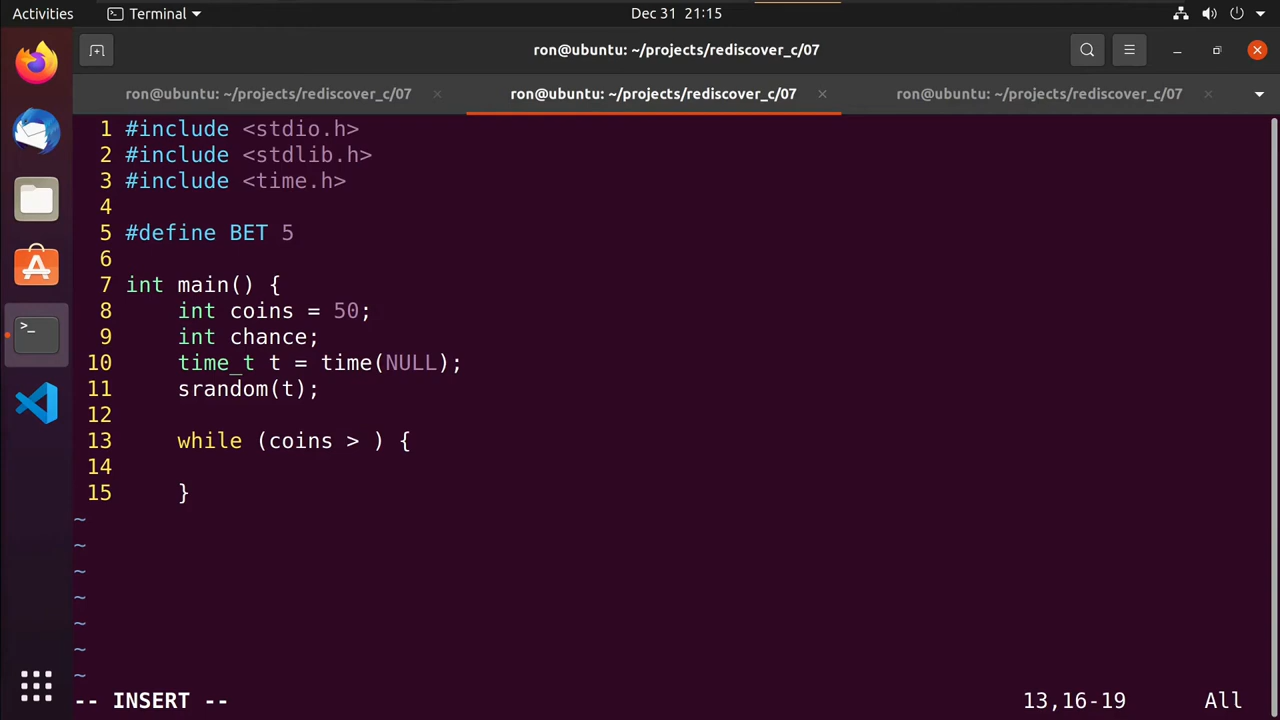 Activities Terminal Dec 31 21:15
ron@ubuntu: ~/projects/rediscover_c/07
ron@ubuntu: ~/projects/rediscover_c/07 × ron@ubuntu: ~/projects/rediscover_c/07 × ron@ubuntu: ~/projects/rediscover_c/07 ×
1 #include <stdio.h>
2 #include <stdlib.h>
3 #include <time.h>
4
5 #define BET 5
6
7 int main() {
8     int coins = 50;
9     int chance;
10     time_t t = time(NULL);
11     srandom(t);
12
13     while (coins > ) {
14
15     }
~
~
~
~
~
~
~
-- INSERT -- 13,16-19 All